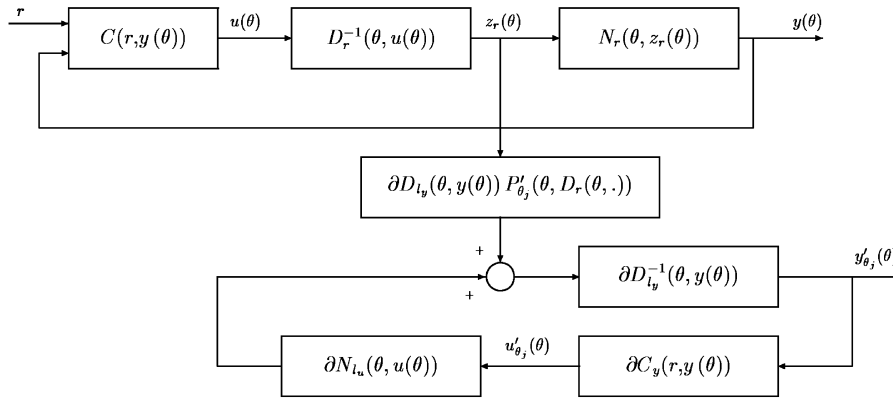 r
C(r,y(θ))
u(θ)
D_r^{-1}(θ,u(θ))
z_r(θ)
N_r(θ,z_r(θ))
y(θ)
∂D_{l_y}(θ,y(θ)) P'_{θ_j}(θ,D_r(θ,.))
+
+
∂D_{l_y}^{-1}(θ,y(θ))
y'_{θ_j}(θ
∂N_{l_u}(θ,u(θ))
u'_{θ_j}(θ)
∂C_y(r,y(θ))